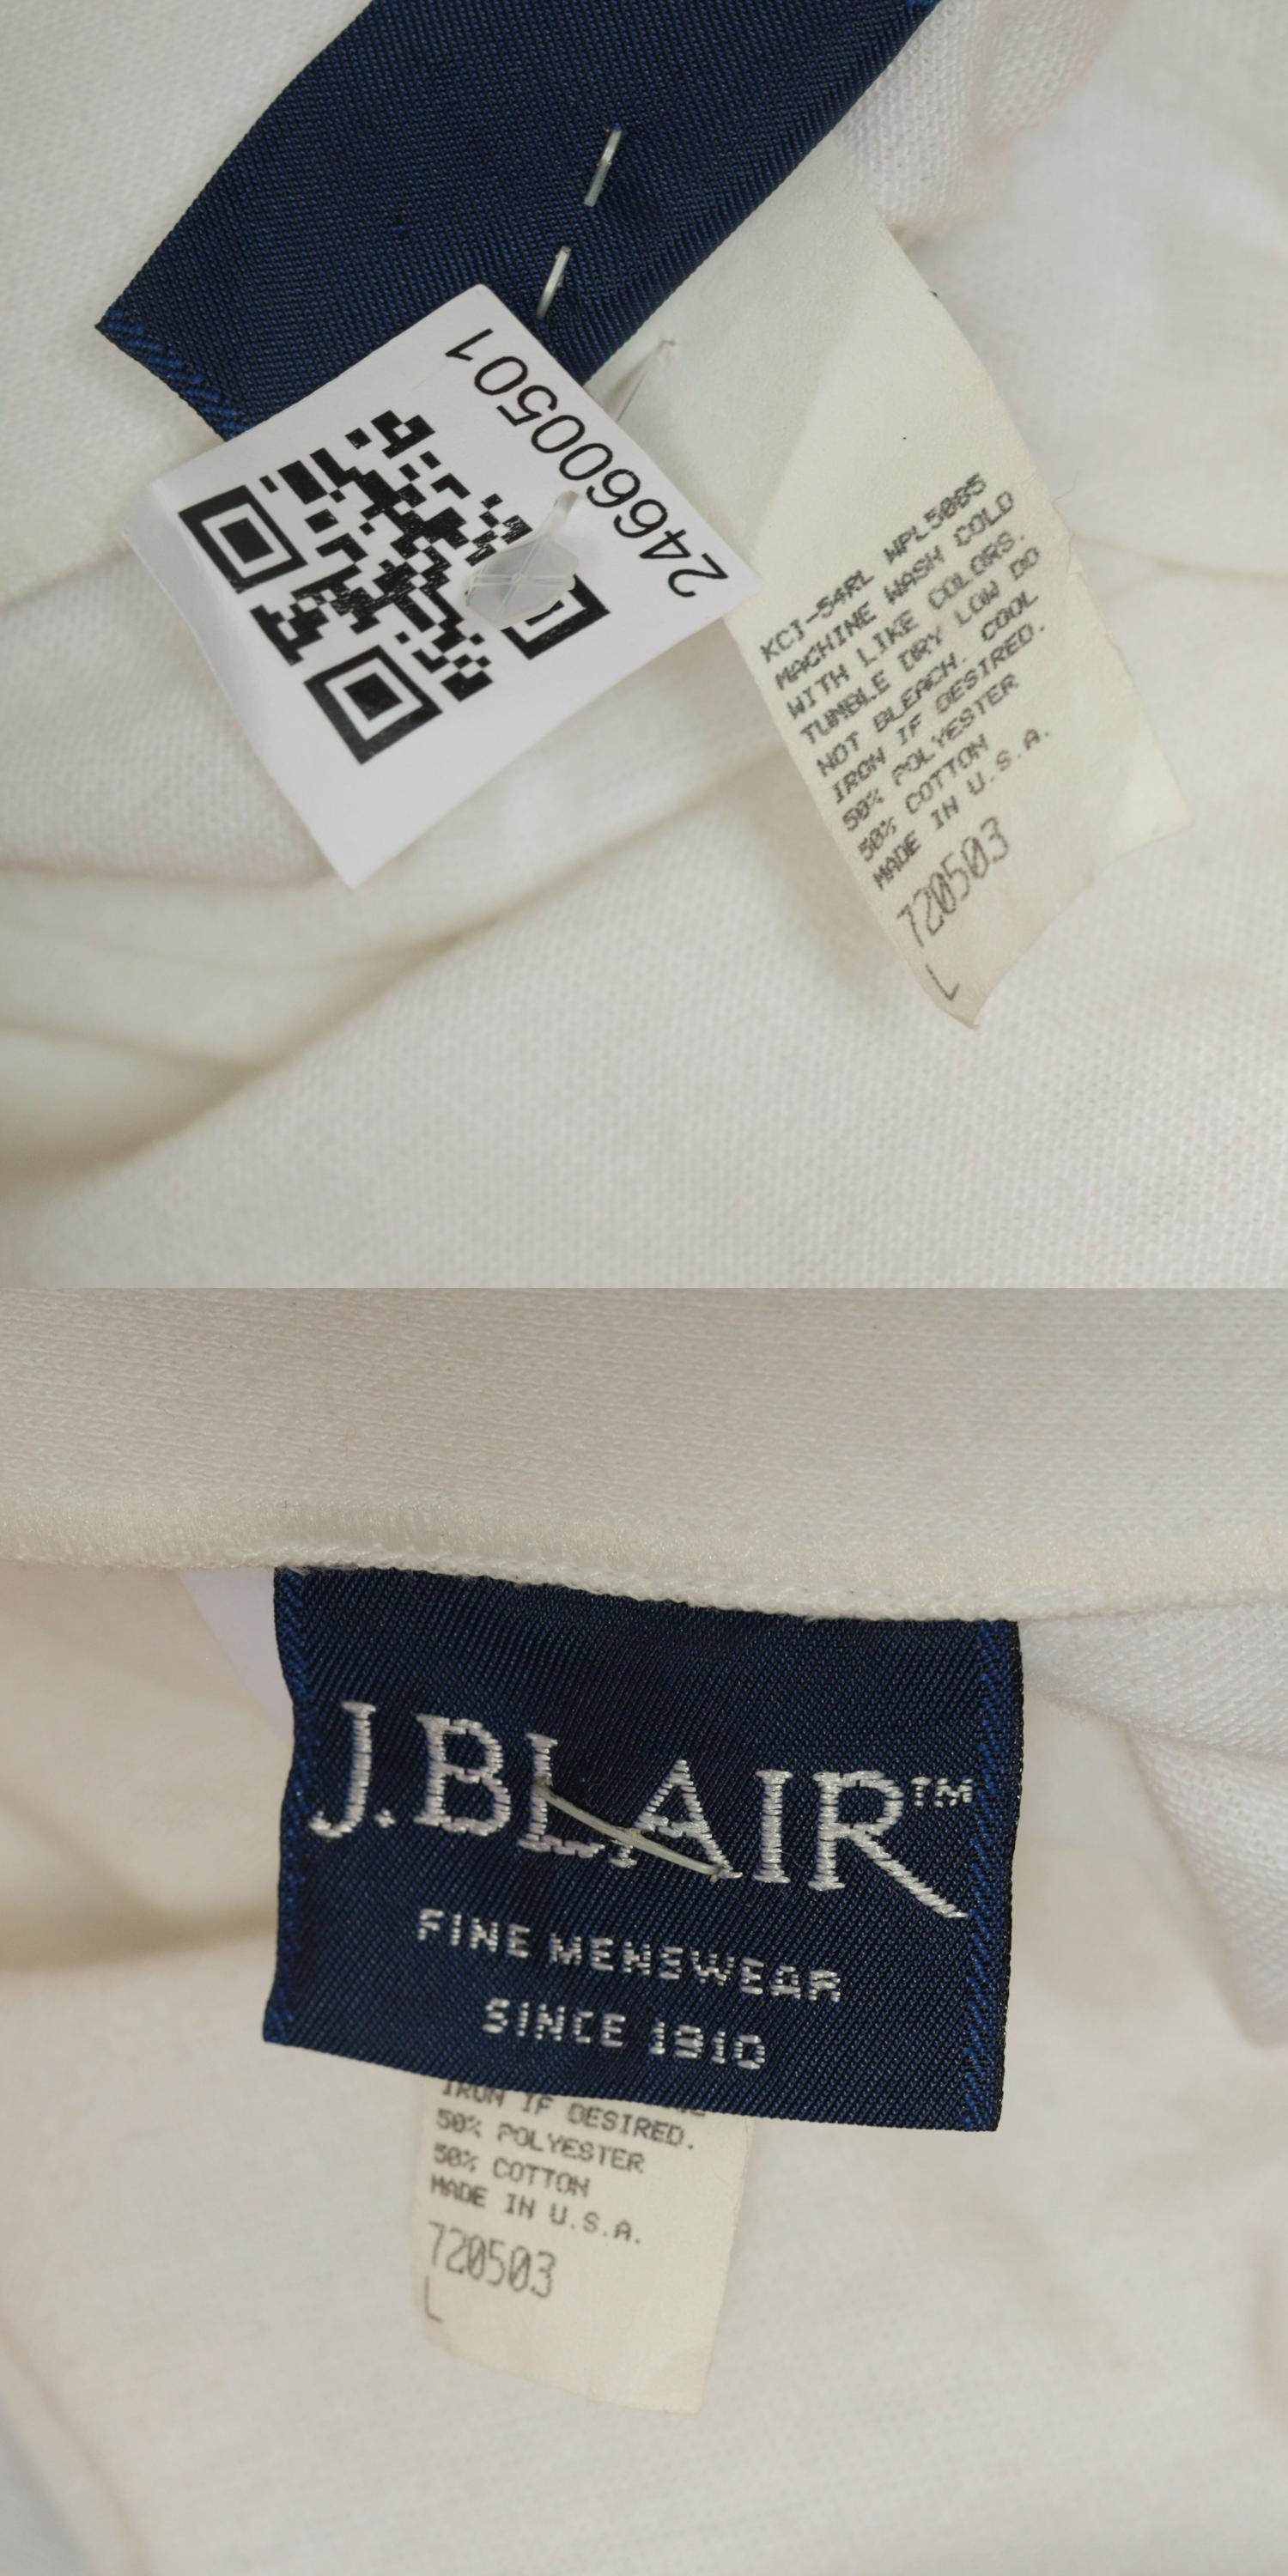 2466000501
KCI-54RL WPL5085
MACHINE WASH COLD
WITH LIKE COLORS.
TUMBLE DRY LOW DO
NOT BLEACH. COOL
IRON IF DESIRED.
50% POLYESTER
50% COTTON
MADE IN U.S.A.
720503
L
J.BLAIR™
FINE MENSWEAR
SINCE 1910
IRON IF DESIRED.
50% POLYESTER
50% COTTON
MADE IN U.S.A.
720503
L